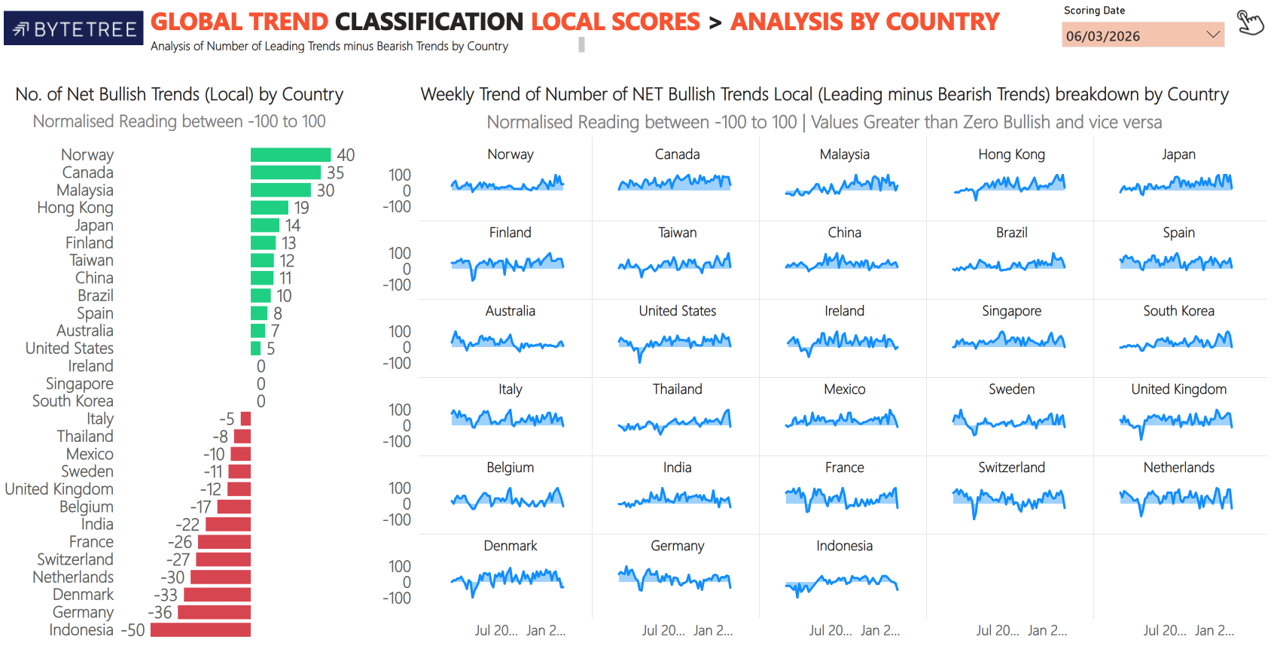 BYTETREE
GLOBAL TREND CLASSIFICATION LOCAL SCORES > ANALYSIS BY COUNTRY
Analysis of Number of Leading Trends minus Bearish Trends by Country
Scoring Date
06/03/2026
No. of Net Bullish Trends (Local) by Country
Normalised Reading between -100 to 100
Norway 40
Canada 35
Malaysia 30
Hong Kong 19
Japan 14
Finland 13
Taiwan 12
China 11
Brazil 10
Spain 8
Australia 7
United States 5
Ireland 0
Singapore 0
South Korea 0
Italy -5
Thailand -8
Mexico -10
Sweden -11
United Kingdom -12
Belgium -17
India -22
France -26
Switzerland -27
Netherlands -30
Denmark -33
Germany -36
Indonesia -50
Weekly Trend of Number of NET Bullish Trends Local (Leading minus Bearish Trends) breakdown by Country
Normalised Reading between -100 to 100 | Values Greater than Zero Bullish and vice versa
Norway Canada Malaysia Hong Kong Japan
100
0
-100
Finland Taiwan China Brazil Spain
100
0
-100
Australia United States Ireland Singapore South Korea
100
0
-100
Italy Thailand Mexico Sweden United Kingdom
100
0
-100
Belgium India France Switzerland Netherlands
100
0
-100
Denmark Germany Indonesia
100
0
-100
Jul 20... Jan 2... Jul 20... Jan 2... Jul 20... Jan 2... Jul 20... Jan 2... Jul 20... Jan 2...